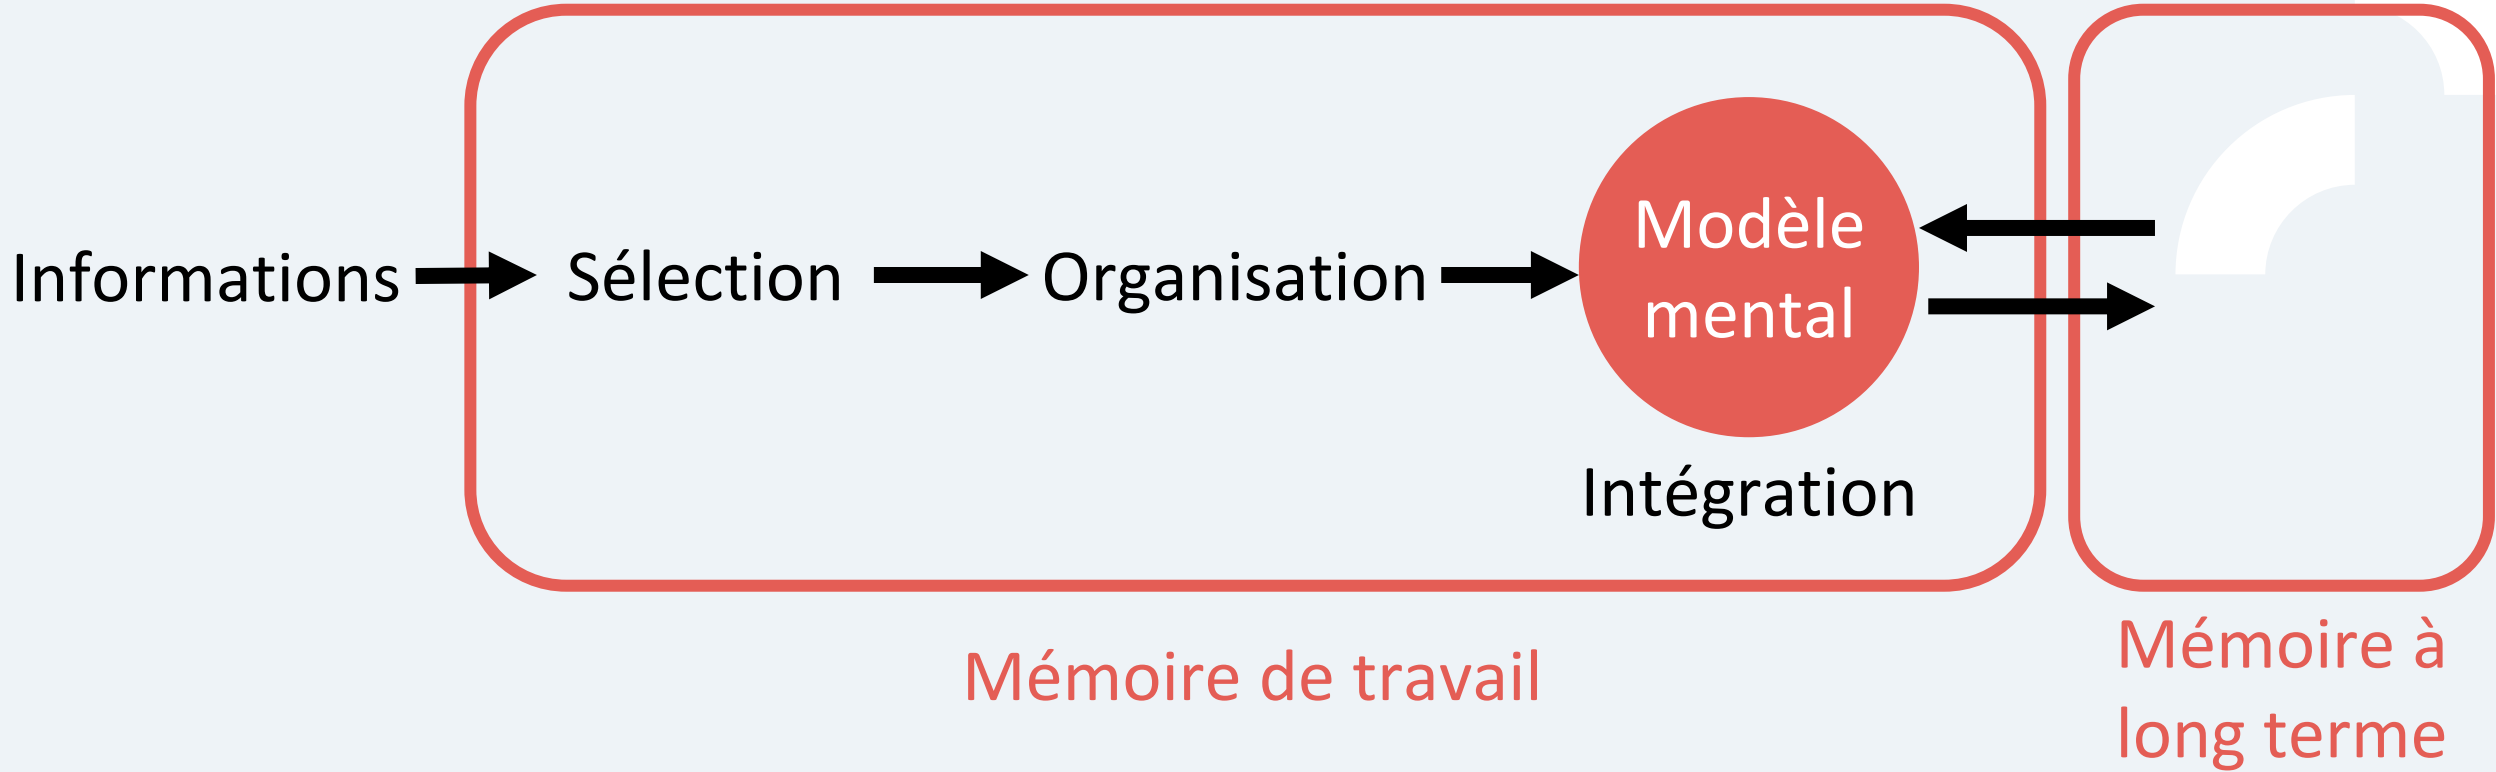 Informations
Sélection
Organisation
Modèle
mental
Intégration
Mémoire de travail
Mémoire à
long terme